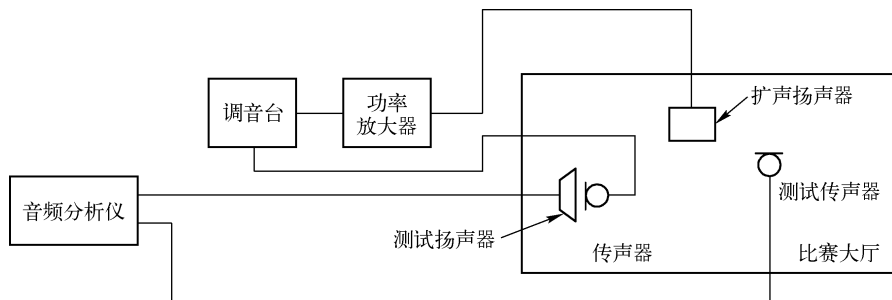 扩声扬声器
调音台
功率
放大器
测试传声器
音频分析仪
测试扬声器
传声器
比赛大厅